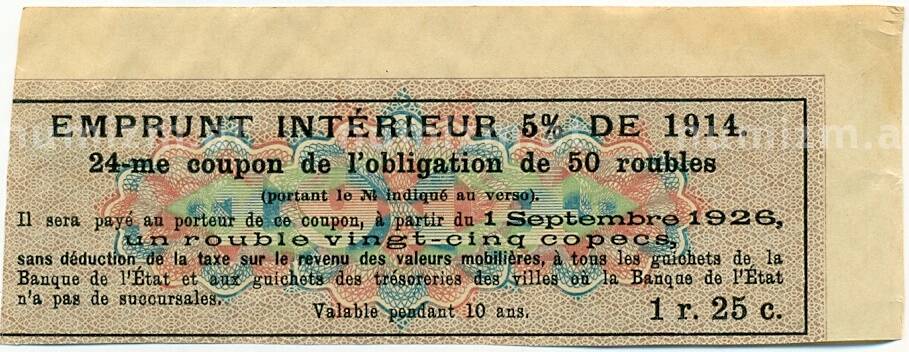 EMPRUNT INTÉRIEUR 5% DE 1914.
24-me coupon de l'obligation de 50 roubles
(portant le № indiqué au verso).
Il sera payé au porteur de ce coupon, à partir du 1 Septembre 1926,
un rouble vingt-cinq copecs,
sans déduction de la taxe sur le revenu des valeurs mobilières, à tons les guichets de la
Banque de l'État et aux guichets des trésoreries des villes où la Banque de l'État
n'a pas de succursales.
Valable pendant 10 ans.
1 r. 25 c.